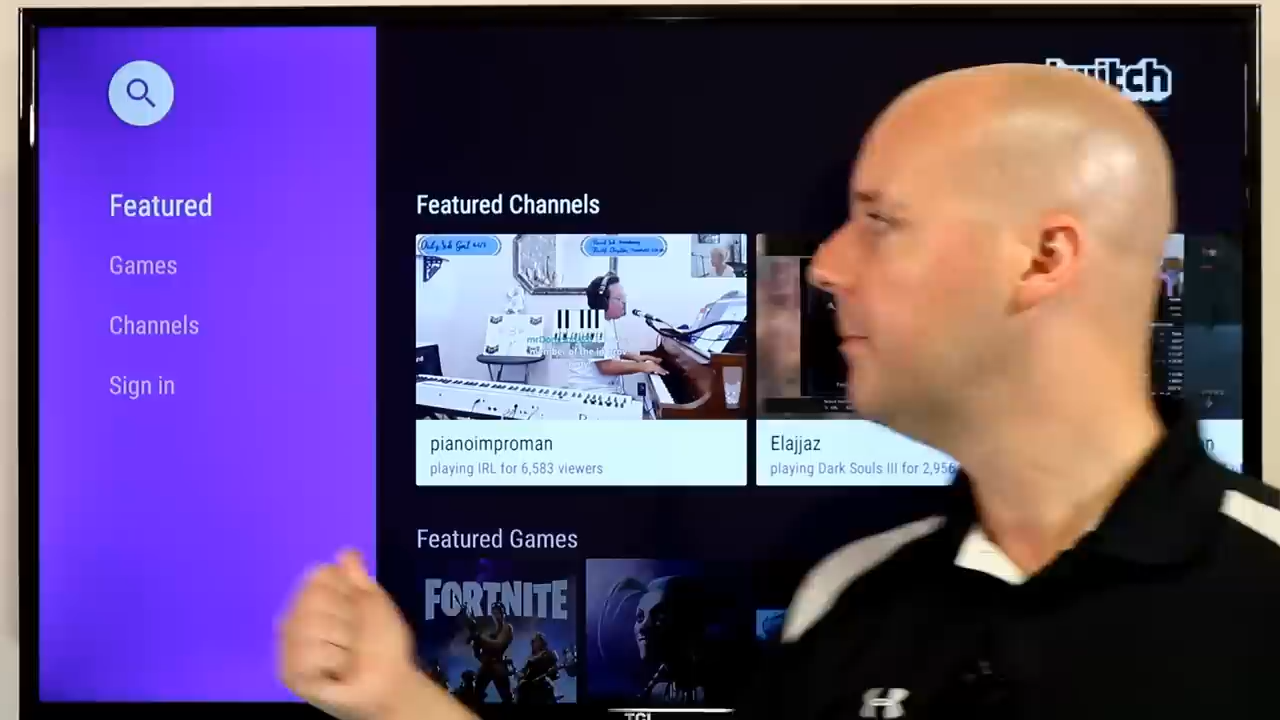 twitch
Featured
Games
Channels
Sign in
Featured Channels
pianoimproman
playing IRL for 6,583 viewers
Elajjaz
playing Dark Souls III for 2,956
Featured Games
FORTNITE
TCL